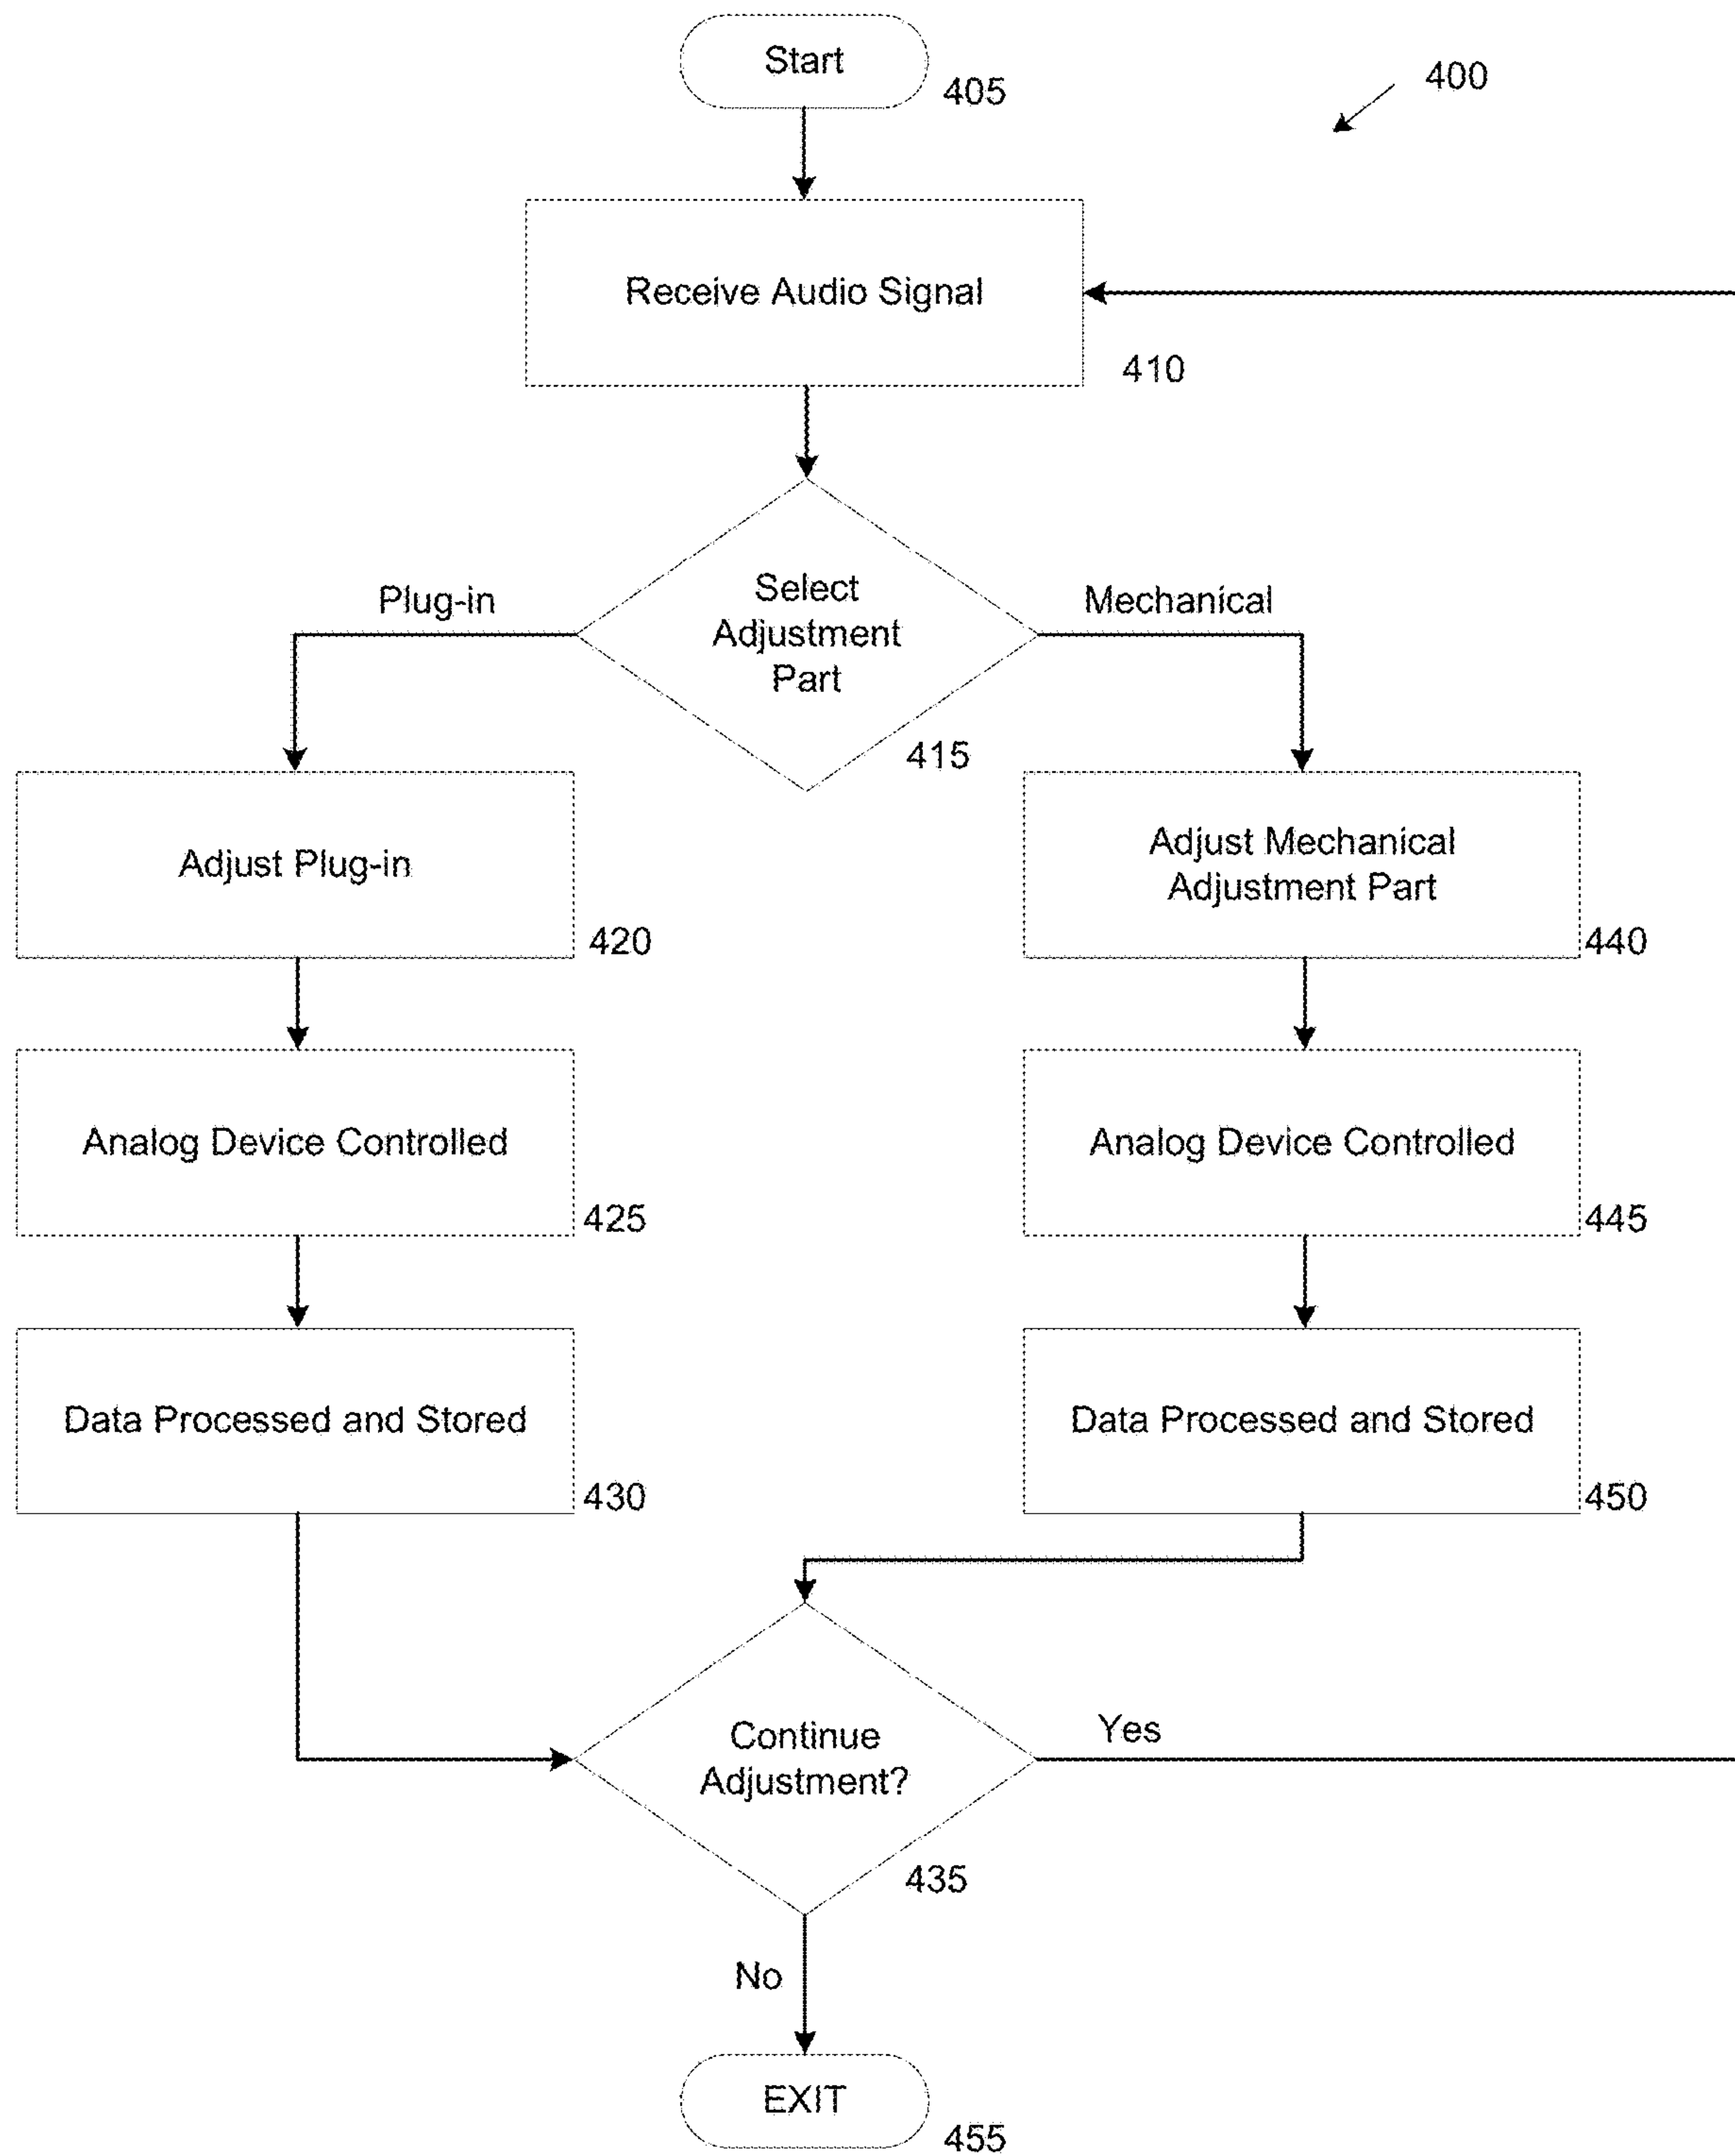 Start
405
400
Receive Audio Signal
410
Plug-in
Select
Adjustment
Part
Mechanical
415
Adjust Plug-in
420
Adjust Mechanical
Adjustment Part
440
Analog Device Controlled
425
Analog Device Controlled
445
Data Processed and Stored
430
Data Processed and Stored
450
Continue
Adjustment?
Yes
435
No
EXIT
455